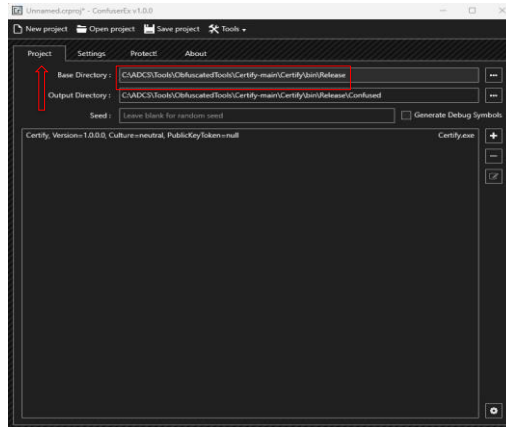 Unnamed.crproj* - ConfuserEx v1.0.0
New project Open project Save project Tools
Project Settings Protect! About
Base Directory : C:\ADCS\Tools\ObfuscatedTools\Certify-main\Certify\bin\Release ...
Output Directory : C:\ADCS\Tools\ObfuscatedTools\Certify-main\Certify\bin\Release\Confused ...
Seed : Leave blank for random seed Generate Debug Symbols
Certify, Version=1.0.0.0, Culture=neutral, PublicKeyToken=null Certify.exe